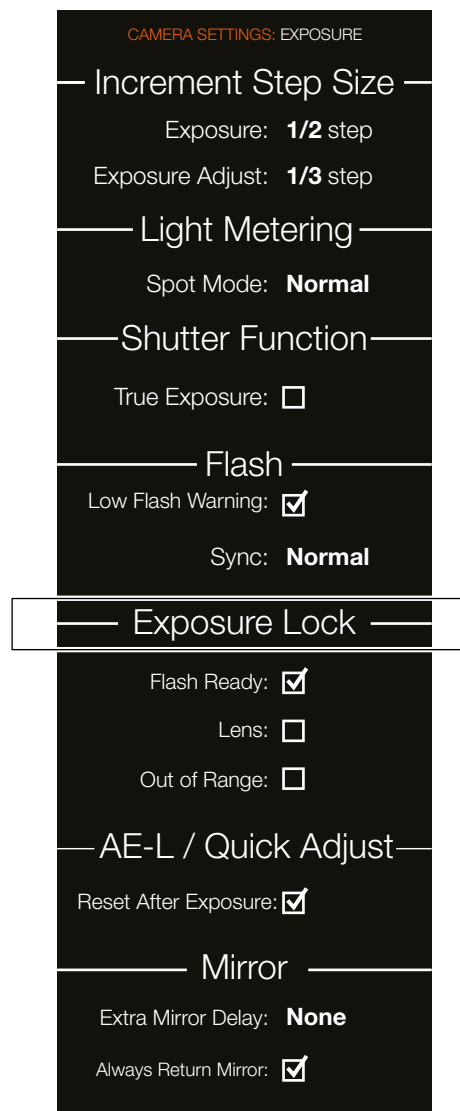 CAMERA SETTINGS: EXPOSURE
Increment Step Size
Exposure: 1/2 step
Exposure Adjust: 1/3 step
Light Metering
Spot Mode: Normal
Shutter Function
True Exposure:
Flash
Low Flash Warning:
Sync: Normal
Exposure Lock
Flash Ready:
Lens:
Out of Range:
AE-L / Quick Adjust
Reset After Exposure:
Mirror
Extra Mirror Delay: None
Always Return Mirror: